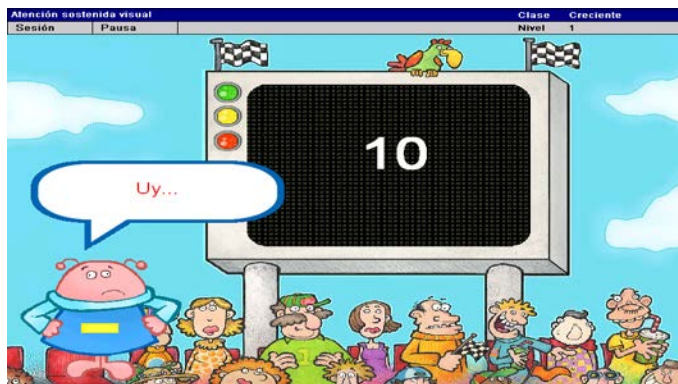 Atención sostenida visual Clase Creciente
Sesión Pausa Nivel 1
10
Uy...